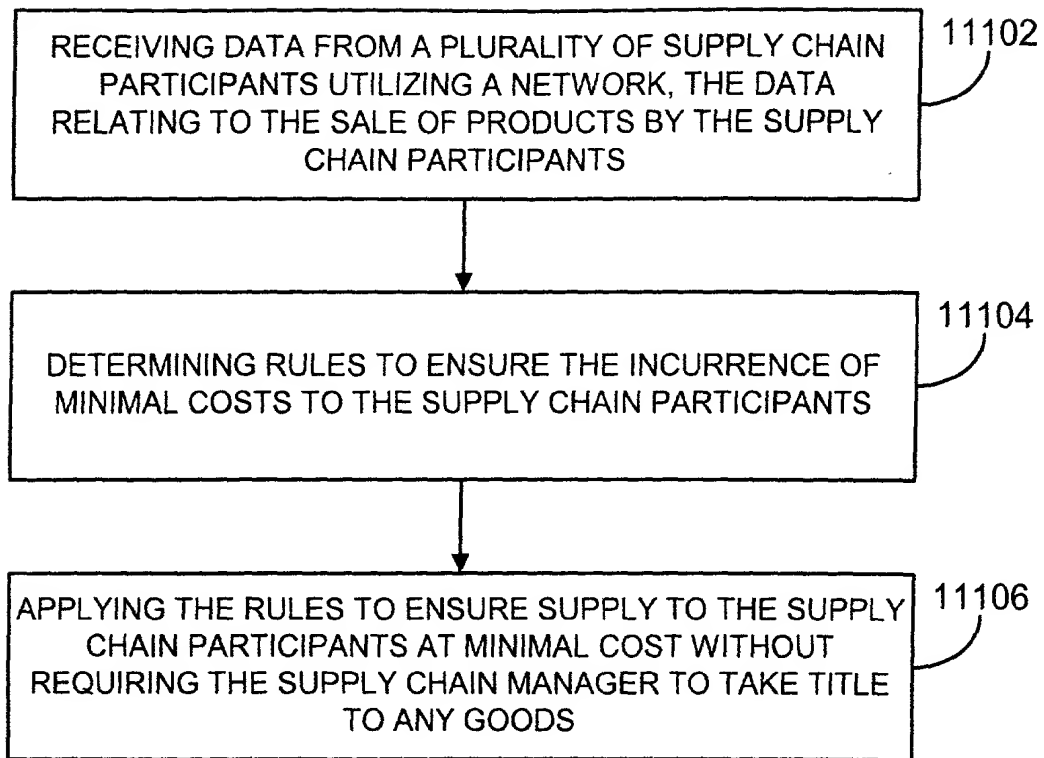 RECEIVING DATA FROM A PLURALITY OF SUPPLY CHAIN
PARTICIPANTS UTILIZING A NETWORK, THE DATA
RELATING TO THE SALE OF PRODUCTS BY THE SUPPLY
CHAIN PARTICIPANTS
11102
DETERMINING RULES TO ENSURE THE INCURRENCE OF
MINIMAL COSTS TO THE SUPPLY CHAIN PARTICIPANTS
11104
APPLYING THE RULES TO ENSURE SUPPLY TO THE SUPPLY
CHAIN PARTICIPANTS AT MINIMAL COST WITHOUT
REQUIRING THE SUPPLY CHAIN MANAGER TO TAKE TITLE
TO ANY GOODS
11106